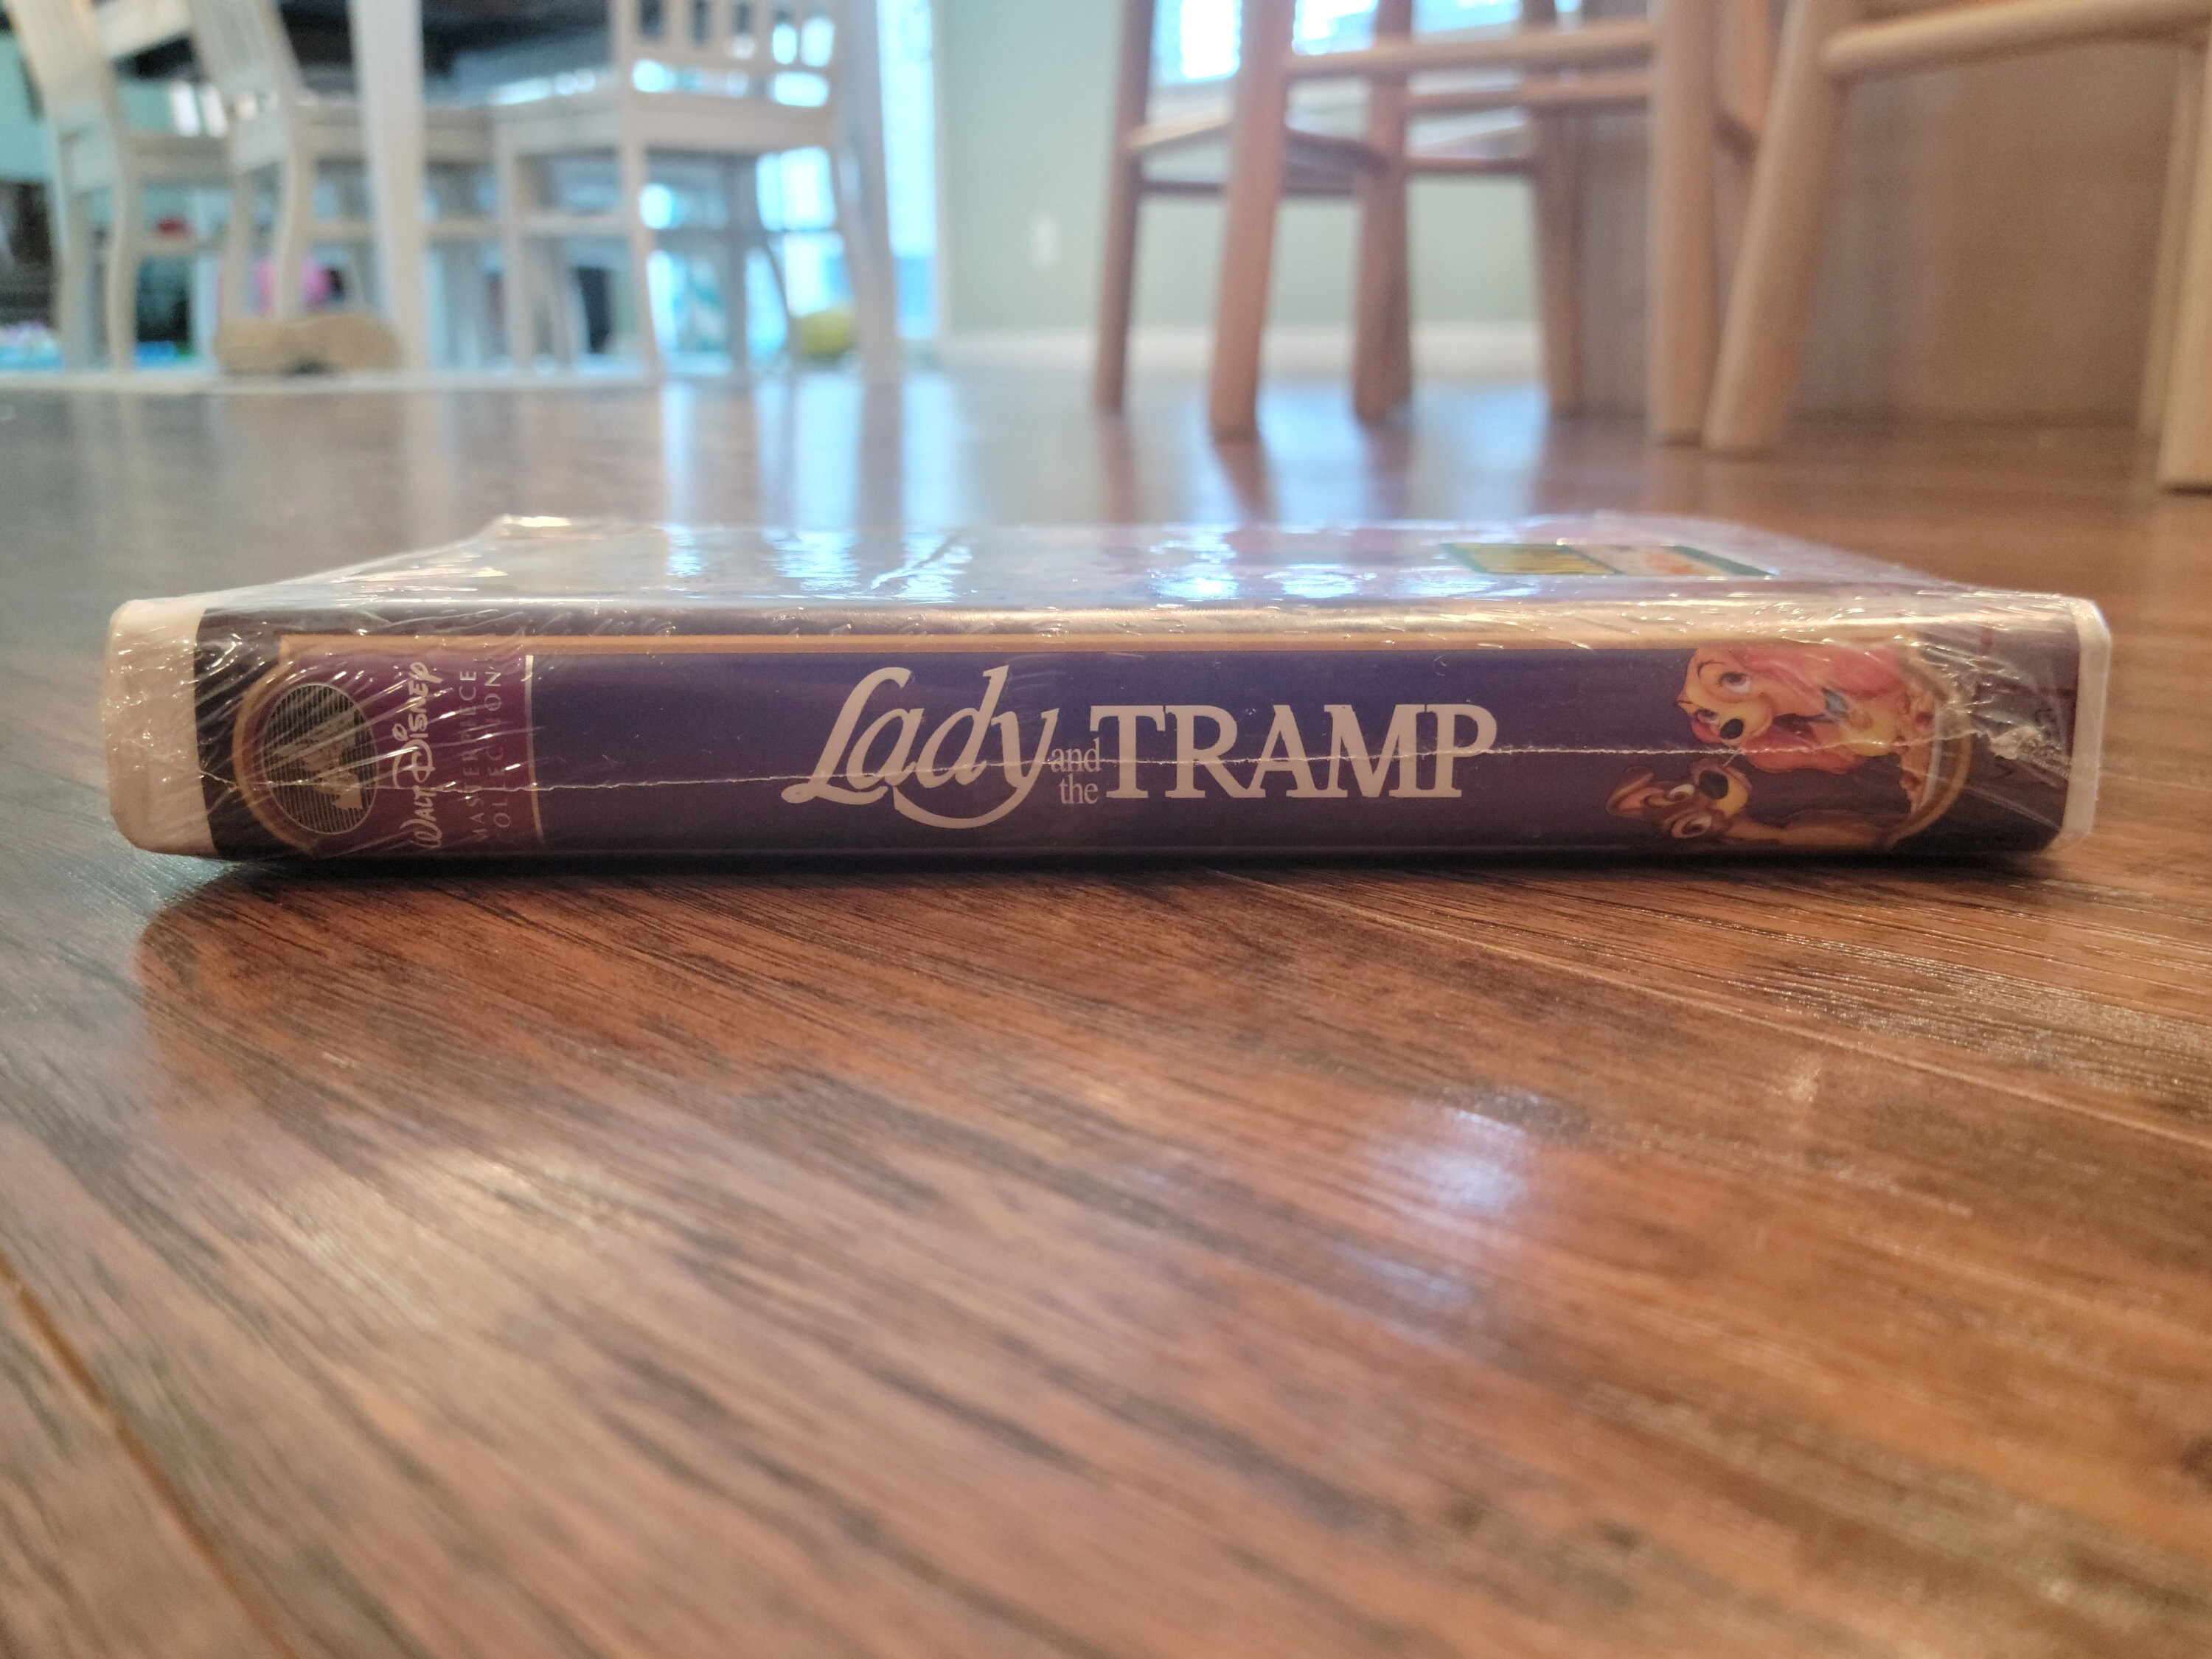 WALT DISNEY
MASTERPIECE
COLLECTION
Lady and the TRAMP